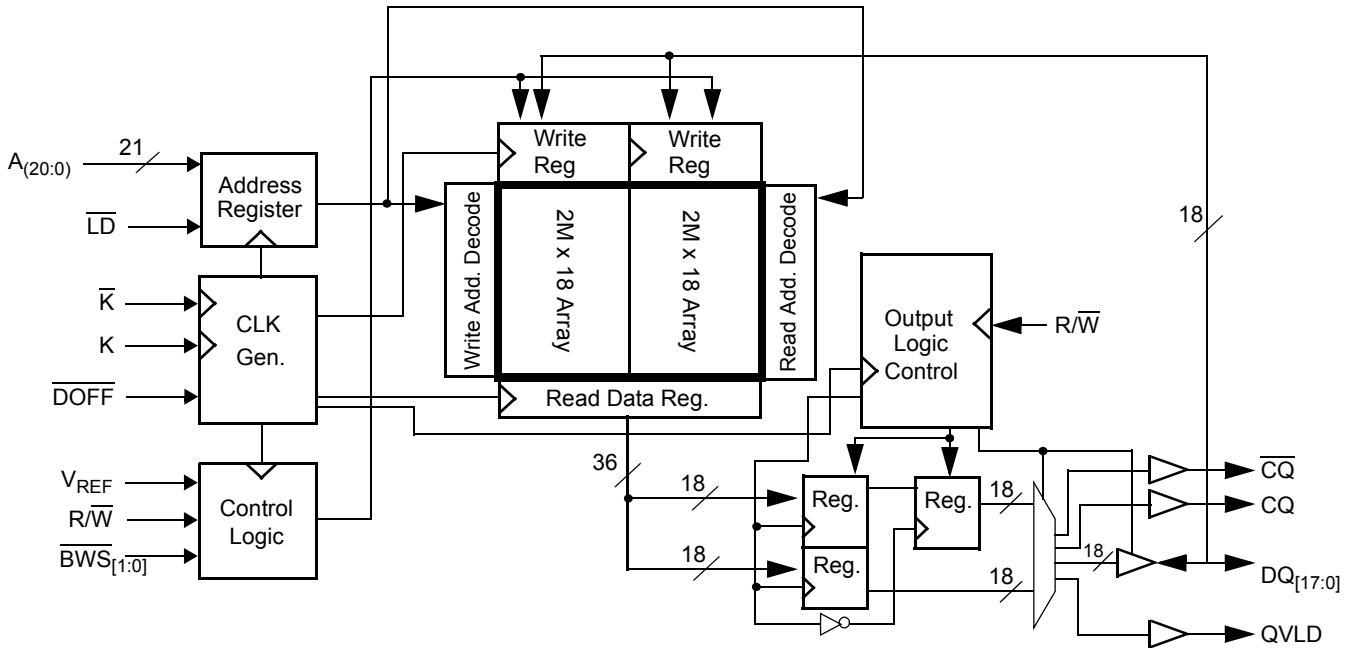 A(20:0)
21
LD̅
Address
Register
K̅
K
DOFF̅
CLK
Gen.
VREF
R/W̅
BWS̅[1:0]
Control
Logic
Write
Reg
Write
Reg
Write Add. Decode
2M x 18 Array
2M x 18 Array
Read Add. Decode
Read Data Reg.
36
18
18
Output
Logic
Control
R/W̅
18
Reg.
Reg.
Reg.
18
18
18
CQ̅
CQ
DQ[17:0]
QVLD